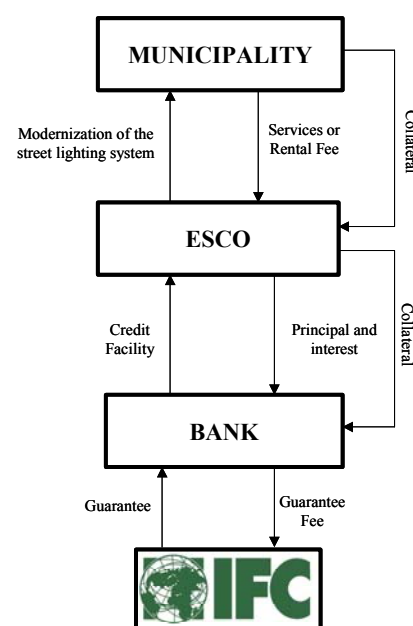 MUNICIPALITY
Modernization of the
street lighting system
Services or
Rental Fee
Collateral
ESCO
Credit
Facility
Principal and
interest
Collateral
BANK
Guarantee
Guarantee
Fee
IFC